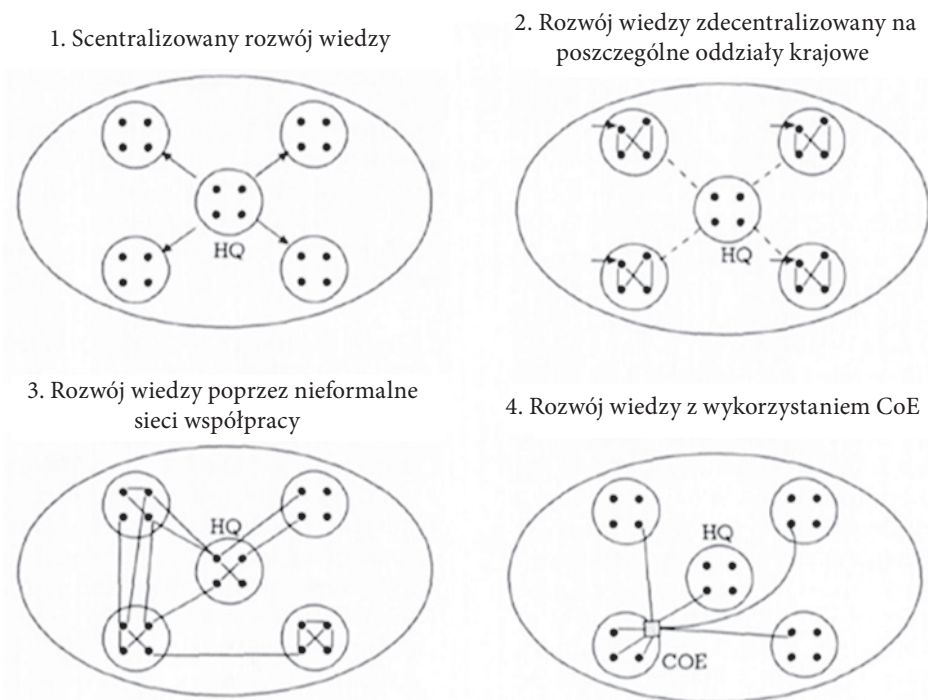 1. Scentralizowany rozwój wiedzy
2. Rozwój wiedzy zdecentralizowany na
poszczególne oddziały krajowe
HQ
HQ
3. Rozwój wiedzy poprzez nieformalne
sieci współpracy
4. Rozwój wiedzy z wykorzystaniem CoE
HQ
HQ
COE